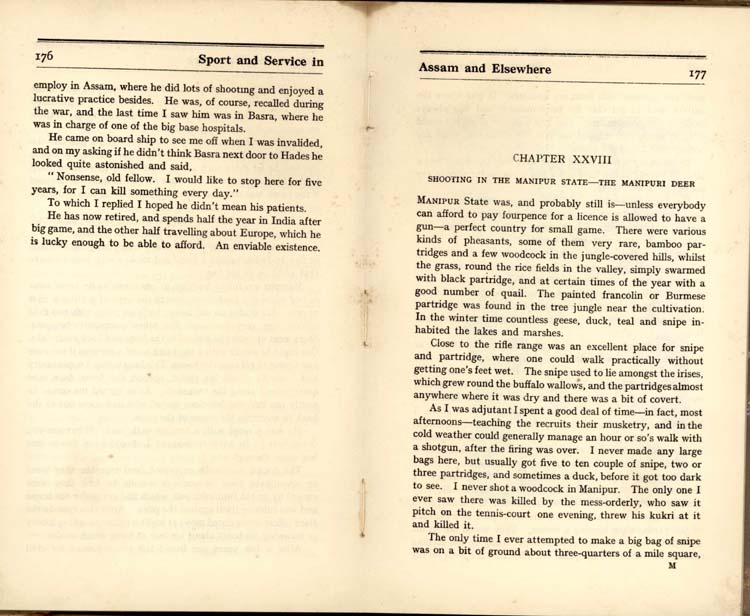 176 Sport and Service in
employ in Assam, where he did lots of shooting and enjoyed a
lucrative practice besides. He was, of course, recalled during
the war, and the last time I saw him was in Basra, where he
was in charge of one of the big base hospitals.
He came on board ship to see me off when I was invalided,
and on my asking if he didn't think Basra next door to Hades he
looked quite astonished and said,
“ Nonsense, old fellow. I would like to stop here for five
years, for I can kill something every day.”
To which I replied I hoped he didn't mean his patients.
He has now retired, and spends half the year in India after
big game, and the other half travelling about Europe, which he
is lucky enough to be able to afford. An enviable existence.
Assam and Elsewhere 177
CHAPTER XXVIII
SHOOTING IN THE MANIPUR STATE—THE MANIPURI DEER
MANIPUR State was, and probably still is—unless everybody
can afford to pay fourpence for a licence is allowed to have a
gun—a perfect country for small game. There were various
kinds of pheasants, some of them very rare, bamboo par-
tridges and a few woodcock in the jungle-covered hills, whilst
the grass, round the rice fields in the valley, simply swarmed
with black partridge, and at certain times of the year with a
good number of quail. The painted francolin or Burmese
partridge was found in the tree jungle near the cultivation.
In the winter time countless geese, duck, teal and snipe in-
habited the lakes and marshes.
Close to the rifle range was an excellent place for snipe
and partridge, where one could walk practically without
getting one's feet wet. The snipe used to lie amongst the irises,
which grew round the buffalo wallows, and the partridges almost
anywhere where it was dry and there was a bit of covert.
As I was adjutant I spent a good deal of time—in fact, most
afternoons—teaching the recruits their musketry, and in the
cold weather could generally manage an hour or so's walk with
a shotgun, after the firing was over. I never made any large
bags here, but usually got five to ten couple of snipe, two or
three partridges, and sometimes a duck, before it got too dark
to see. I never shot a woodcock in Manipur. The only one I
ever saw there was killed by the mess-orderly, who saw it
pitch on the tennis-court one evening, threw his kukri at it
and killed it.
The only time I ever attempted to make a big bag of snipe
was on a bit of ground about three-quarters of a mile square,
M